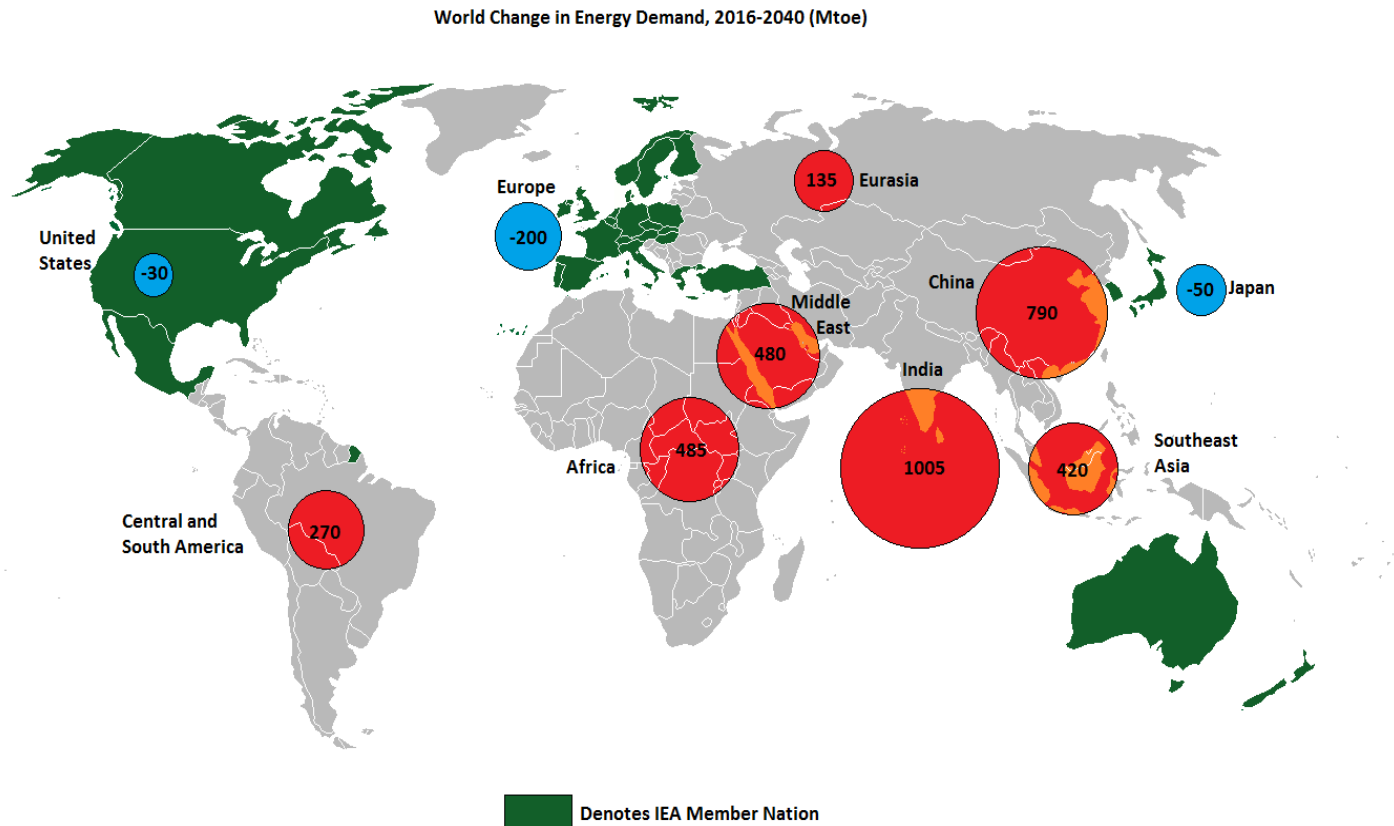 World Change in Energy Demand, 2016-2040 (Mtoe)
135 Eurasia
Europe
-200
United
States
-30
China
790
-50 Japan
Middle
East
480
India
1005
Africa
485
Southeast
Asia
420
Central and
South America
270
Denotes IEA Member Nation